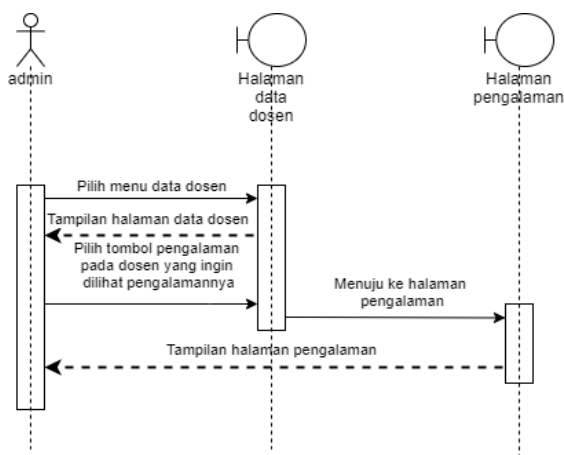 admin
Halaman
data
dosen
Halaman
pengalaman
Pilih menu data dosen
Tampilan halaman data dosen
Pilih tombol pengalaman
pada dosen yang ingin
dilihat pengalamannya
Menuju ke halaman
pengalaman
Tampilan halaman pengalaman